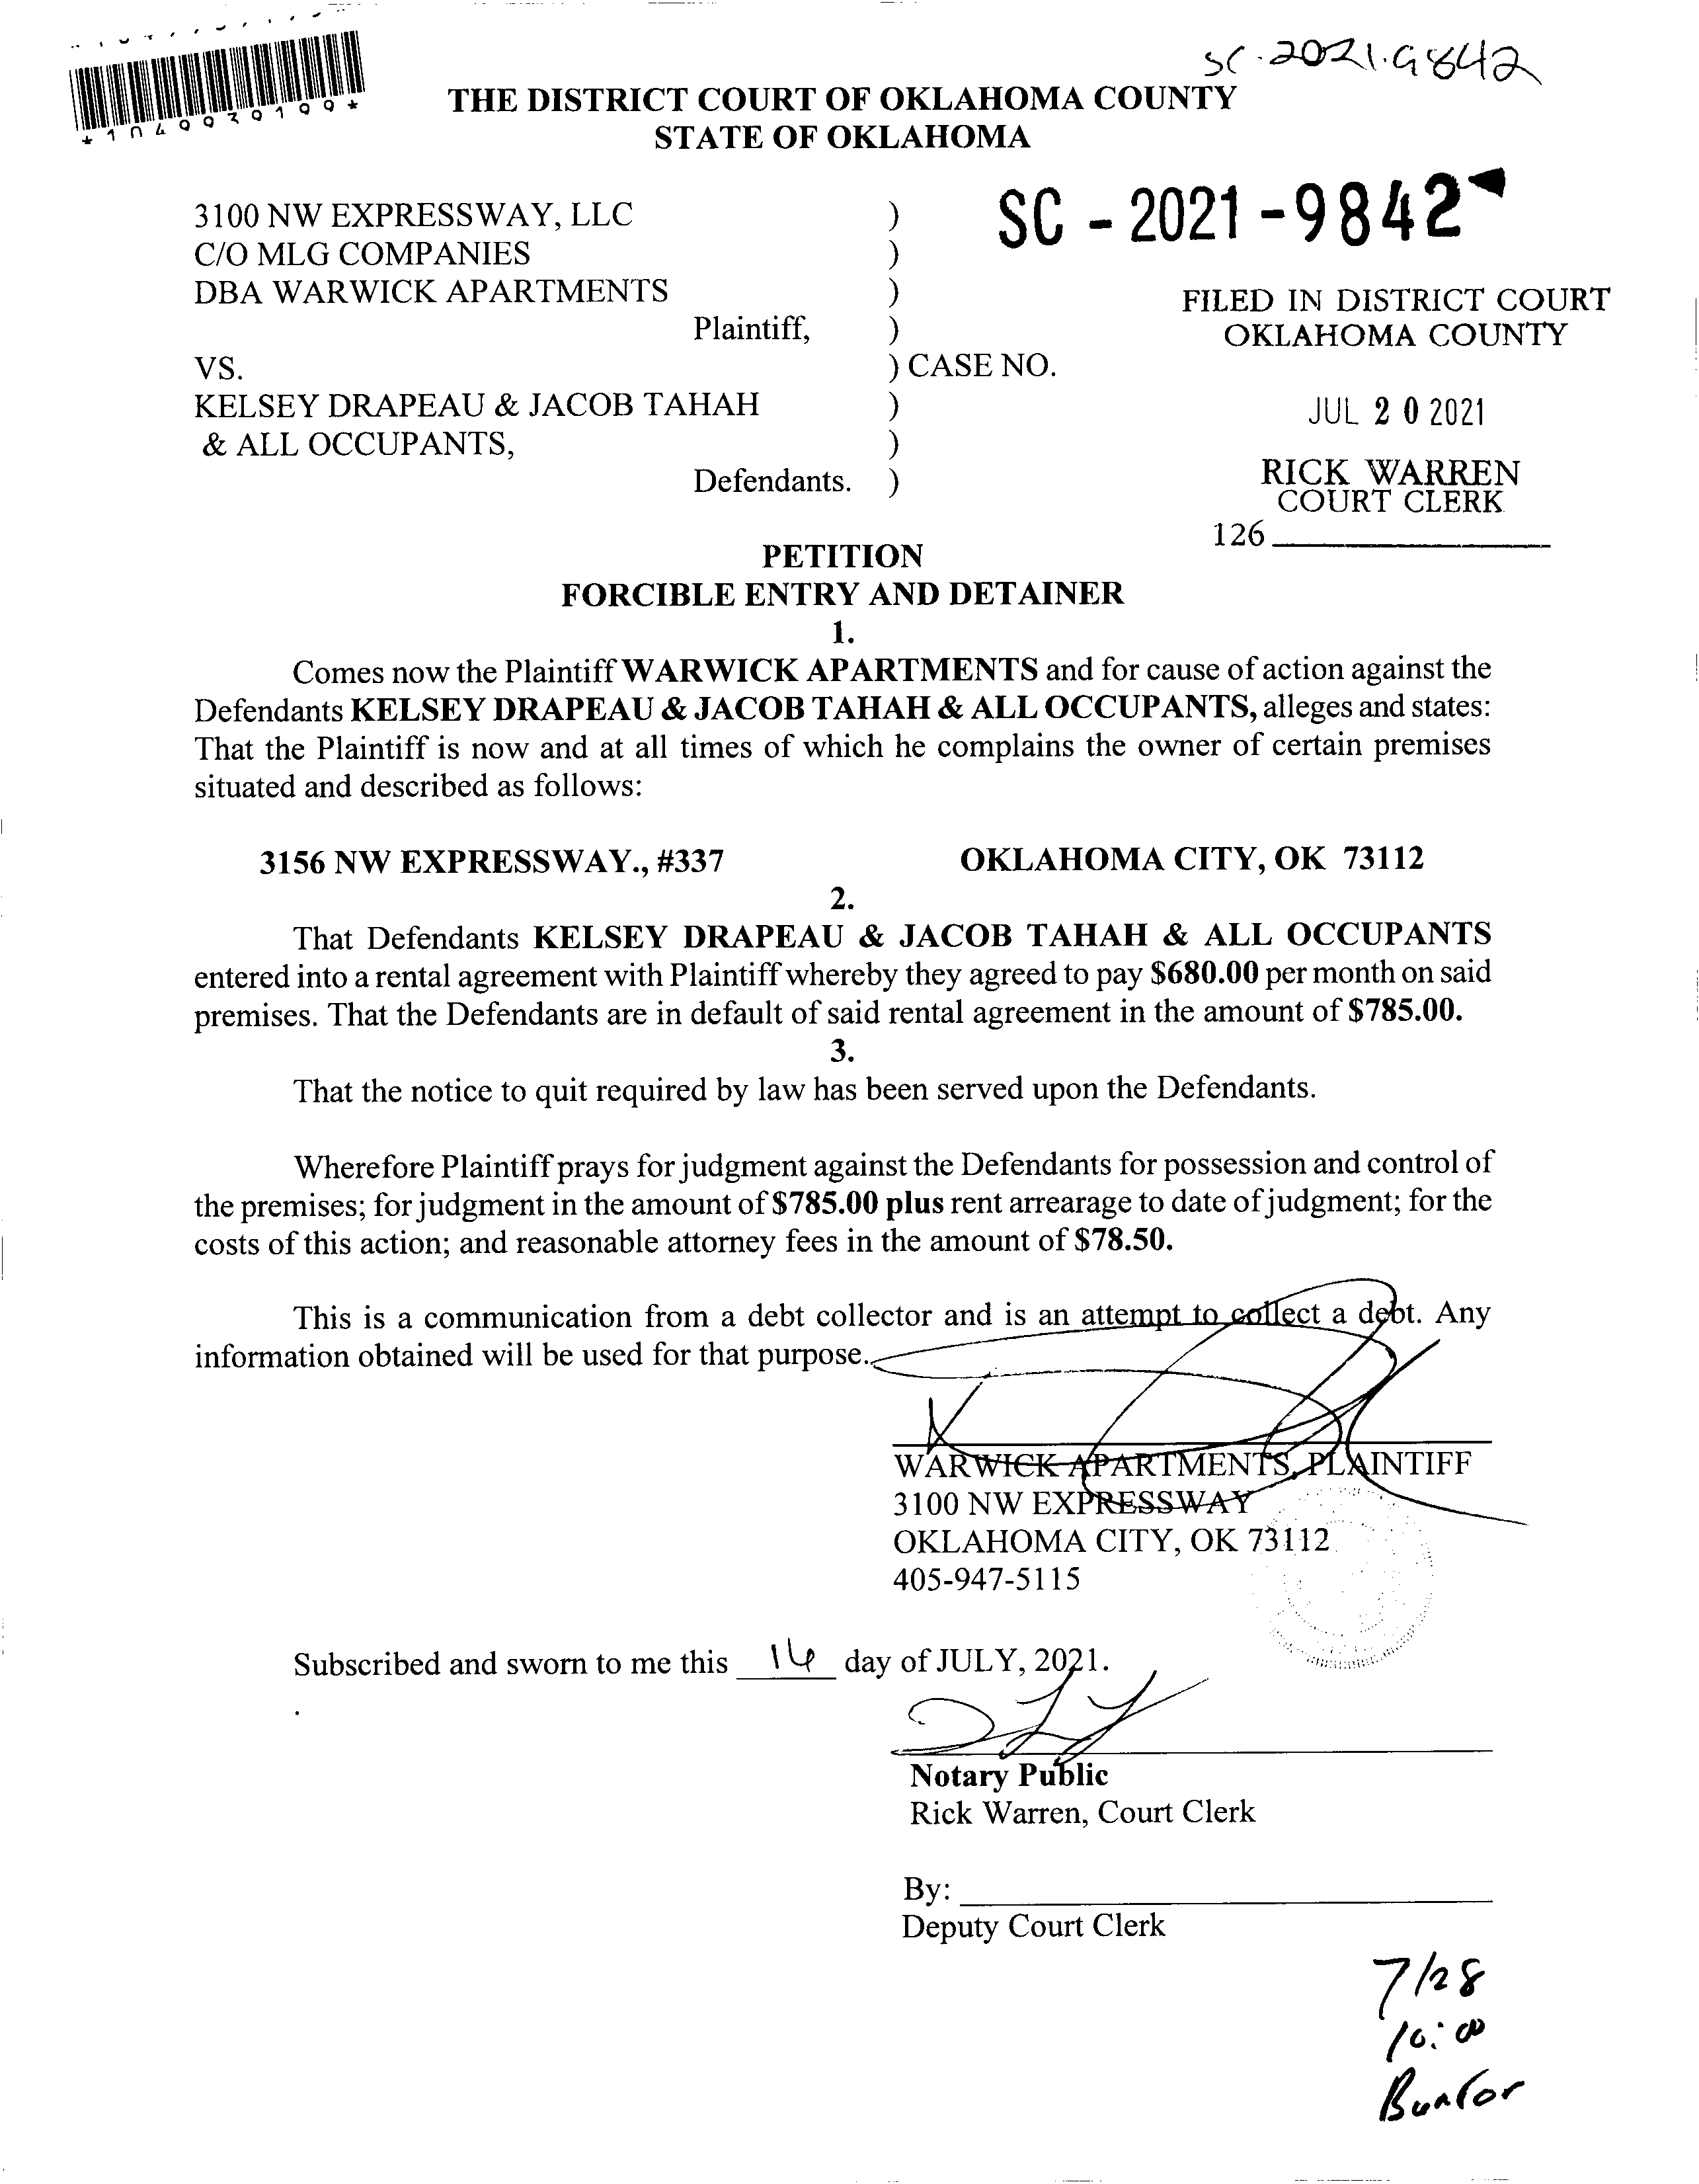 SC-2021-9842
THE DISTRICT COURT OF OKLAHOMA COUNTY
STATE OF OKLAHOMA
SC - 2021 - 9842
3100 NW EXPRESSWAY, LLC )
C/O MLG COMPANIES )
DBA WARWICK APARTMENTS )
Plaintiff, )
VS. ) CASE NO.
KELSEY DRAPEAU & JACOB TAHAH )
& ALL OCCUPANTS, )
Defendants. )
FILED IN DISTRICT COURT
OKLAHOMA COUNTY
JUL 20 2021
RICK WARREN
COURT CLERK
126
PETITION
FORCIBLE ENTRY AND DETAINER
1.
Comes now the Plaintiff WARWICK APARTMENTS and for cause of action against the
Defendants KELSEY DRAPEAU & JACOB TAHAH & ALL OCCUPANTS, alleges and states:
That the Plaintiff is now and at all times of which he complains the owner of certain premises
situated and described as follows:
3156 NW EXPRESSWAY., #337 OKLAHOMA CITY, OK 73112
2.
That Defendants KELSEY DRAPEAU & JACOB TAHAH & ALL OCCUPANTS
entered into a rental agreement with Plaintiff whereby they agreed to pay $680.00 per month on said
premises. That the Defendants are in default of said rental agreement in the amount of $785.00.
3.
That the notice to quit required by law has been served upon the Defendants.
Wherefore Plaintiff prays for judgment against the Defendants for possession and control of
the premises; for judgment in the amount of $785.00 plus rent arrearage to date of judgment; for the
costs of this action; and reasonable attorney fees in the amount of $78.50.
This is a communication from a debt collector and is an attempt to collect a debt. Any
information obtained will be used for that purpose.
WARWICK APARTMENTS, PLAINTIFF
3100 NW EXPRESSWAY
OKLAHOMA CITY, OK 73112
405-947-5115
Subscribed and sworn to me this 16 day of JULY, 2021.
Notary Public
Rick Warren, Court Clerk
By:
Deputy Court Clerk
7/28
10:00